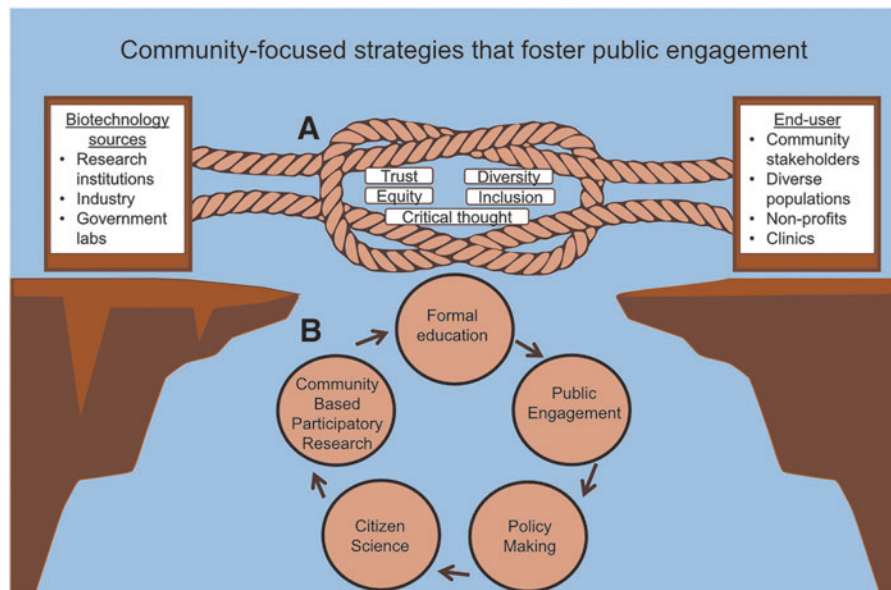 Community-focused strategies that foster public engagement
Biotechnology
sources
• Research
institutions
• Industry
• Government
labs
A
Trust
Diversity
Equity
Inclusion
Critical thought
End-user
• Community
stakeholders
• Diverse
populations
• Non-profits
• Clinics
B
Formal
education
Public
Engagement
Policy
Making
Citizen
Science
Community
Based
Participatory
Research